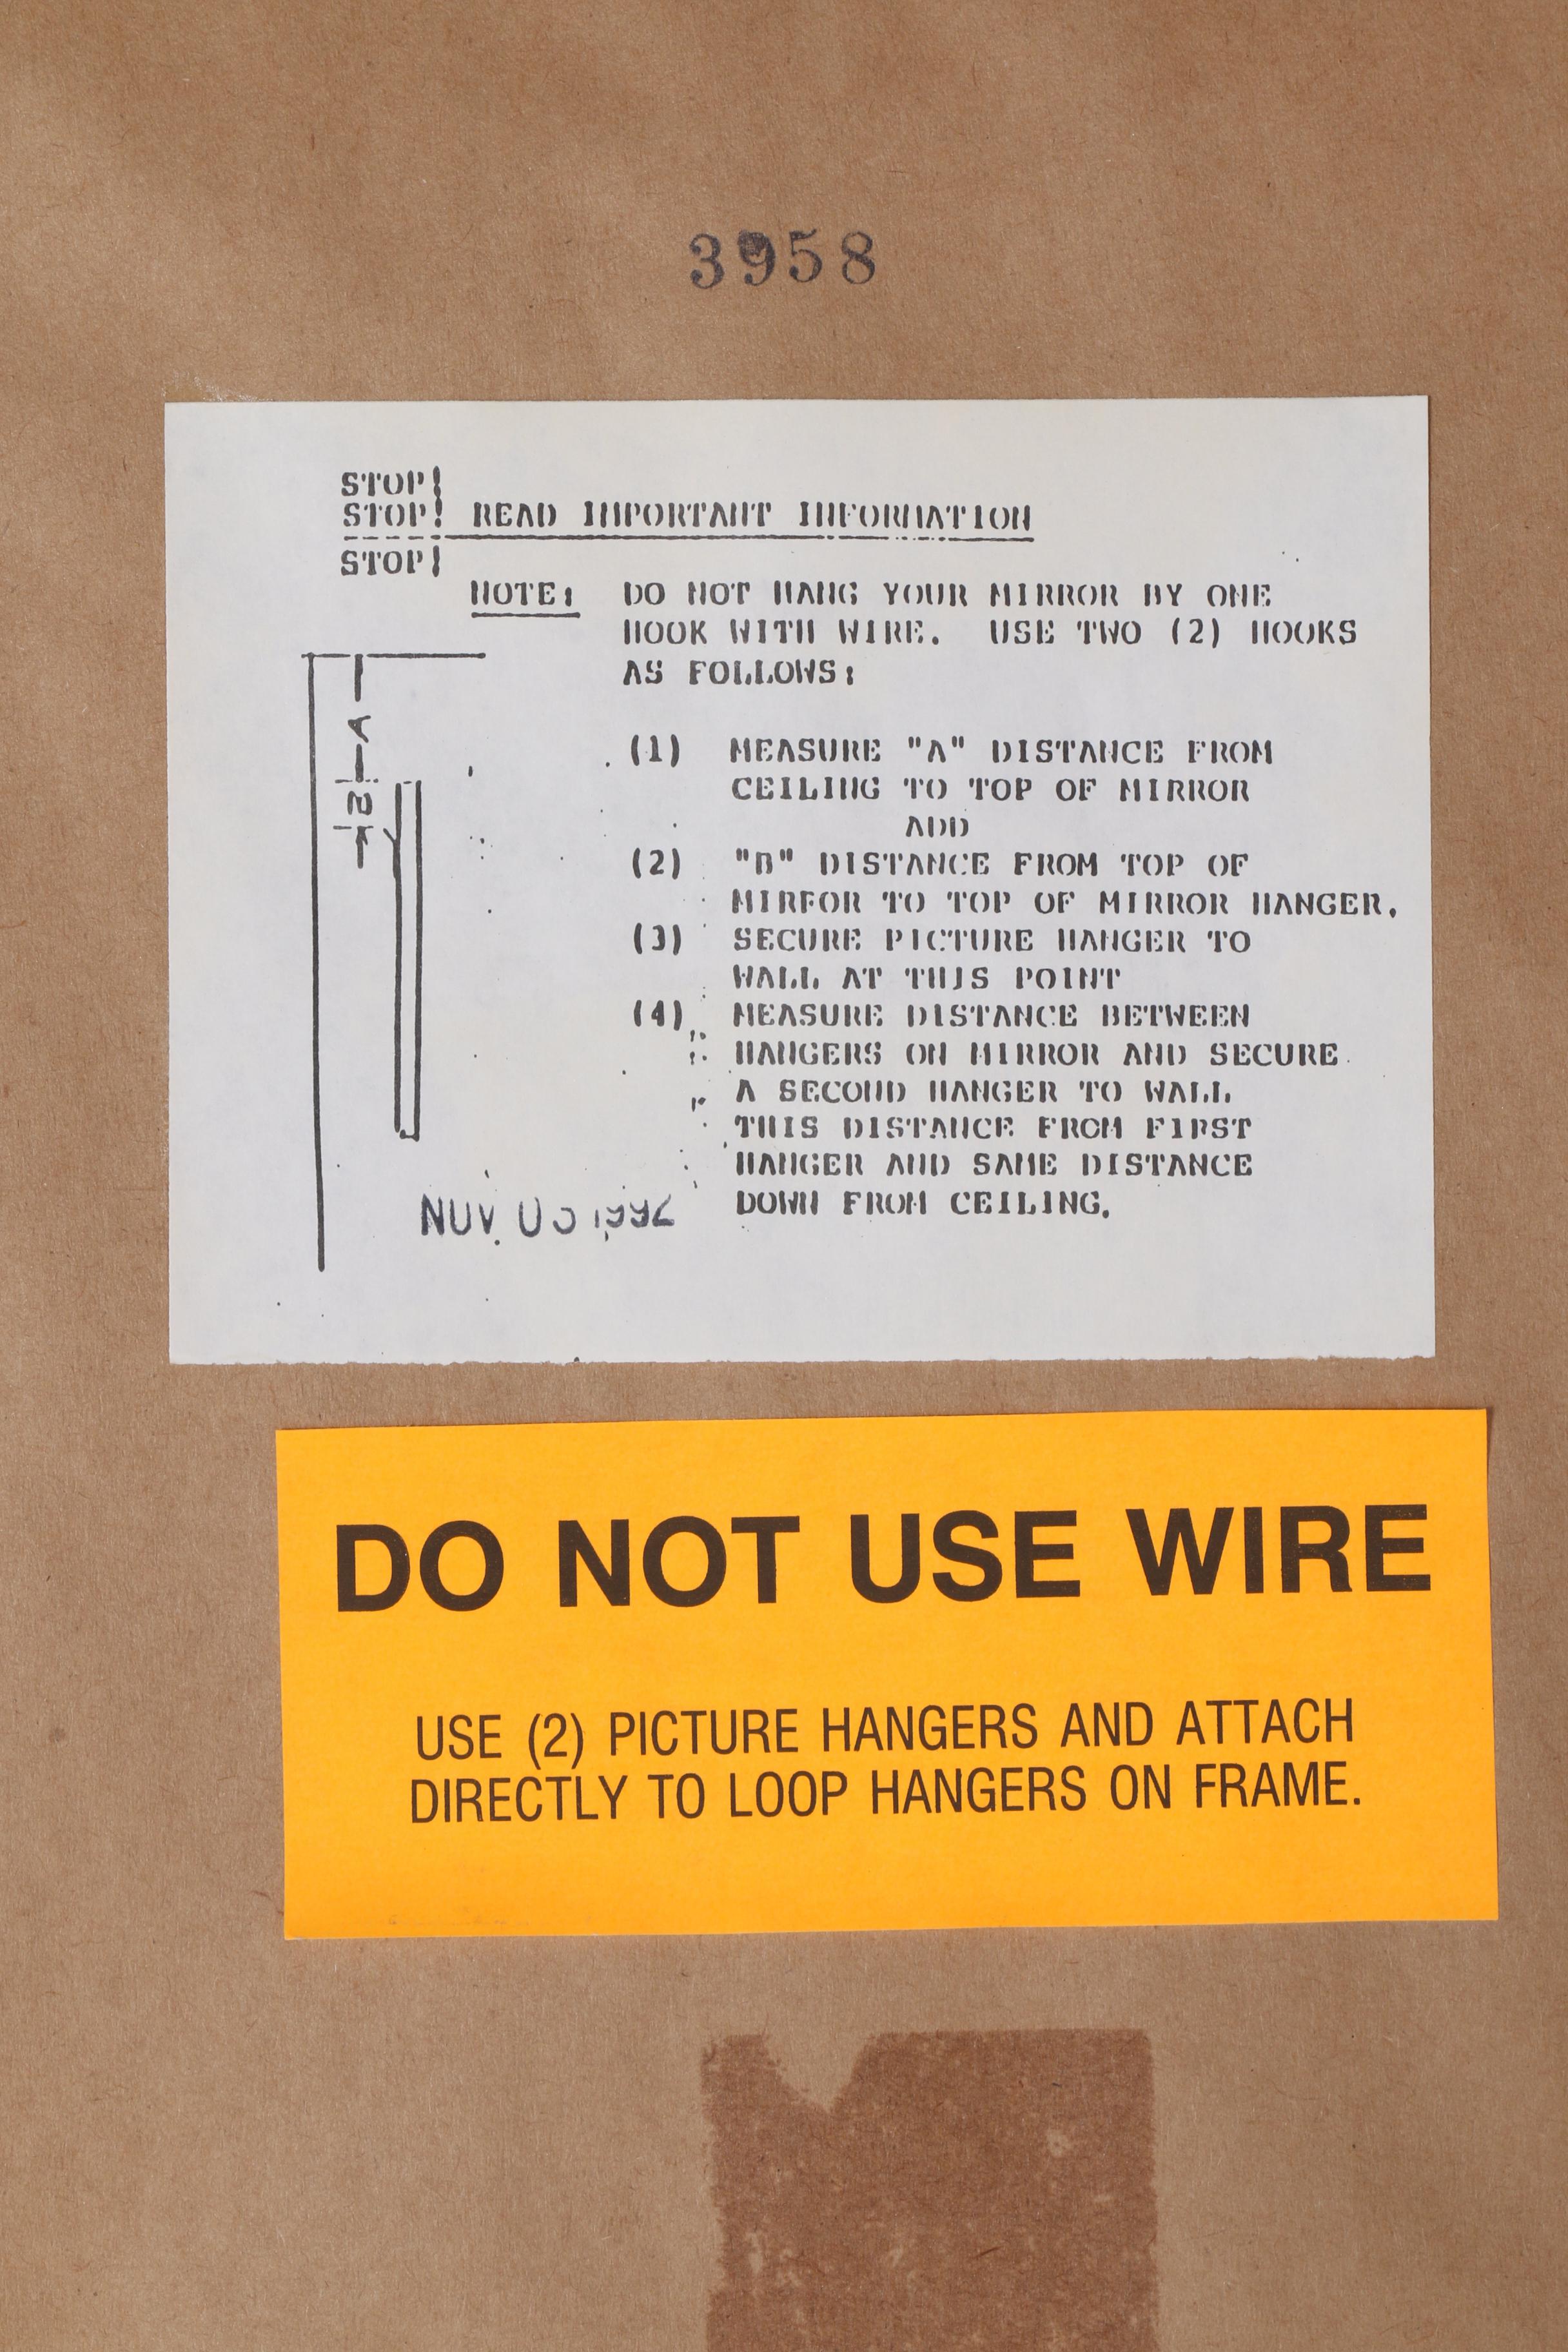 3958
STOP!
STOP! READ IMPORTANT INFORMATION
STOP!
NOTE: DO NOT HANG YOUR MIRROR BY ONE
HOOK WITH WIRE. USE TWO (2) HOOKS
AS FOLLOWS:
A
B
(1) MEASURE "A" DISTANCE FROM
CEILING TO TOP OF MIRROR
ADD
(2) "B" DISTANCE FROM TOP OF
MIRROR TO TOP OF MIRROR HANGER.
(3) SECURE PICTURE HANGER TO
WALL AT THIS POINT
(4) MEASURE DISTANCE BETWEEN
HANGERS ON MIRROR AND SECURE
A SECOND HANGER TO WALL
THIS DISTANCE FROM FIRST
HANGER AND SAME DISTANCE
DOWN FROM CEILING.
NOV 1992
DO NOT USE WIRE
USE (2) PICTURE HANGERS AND ATTACH
DIRECTLY TO LOOP HANGERS ON FRAME.